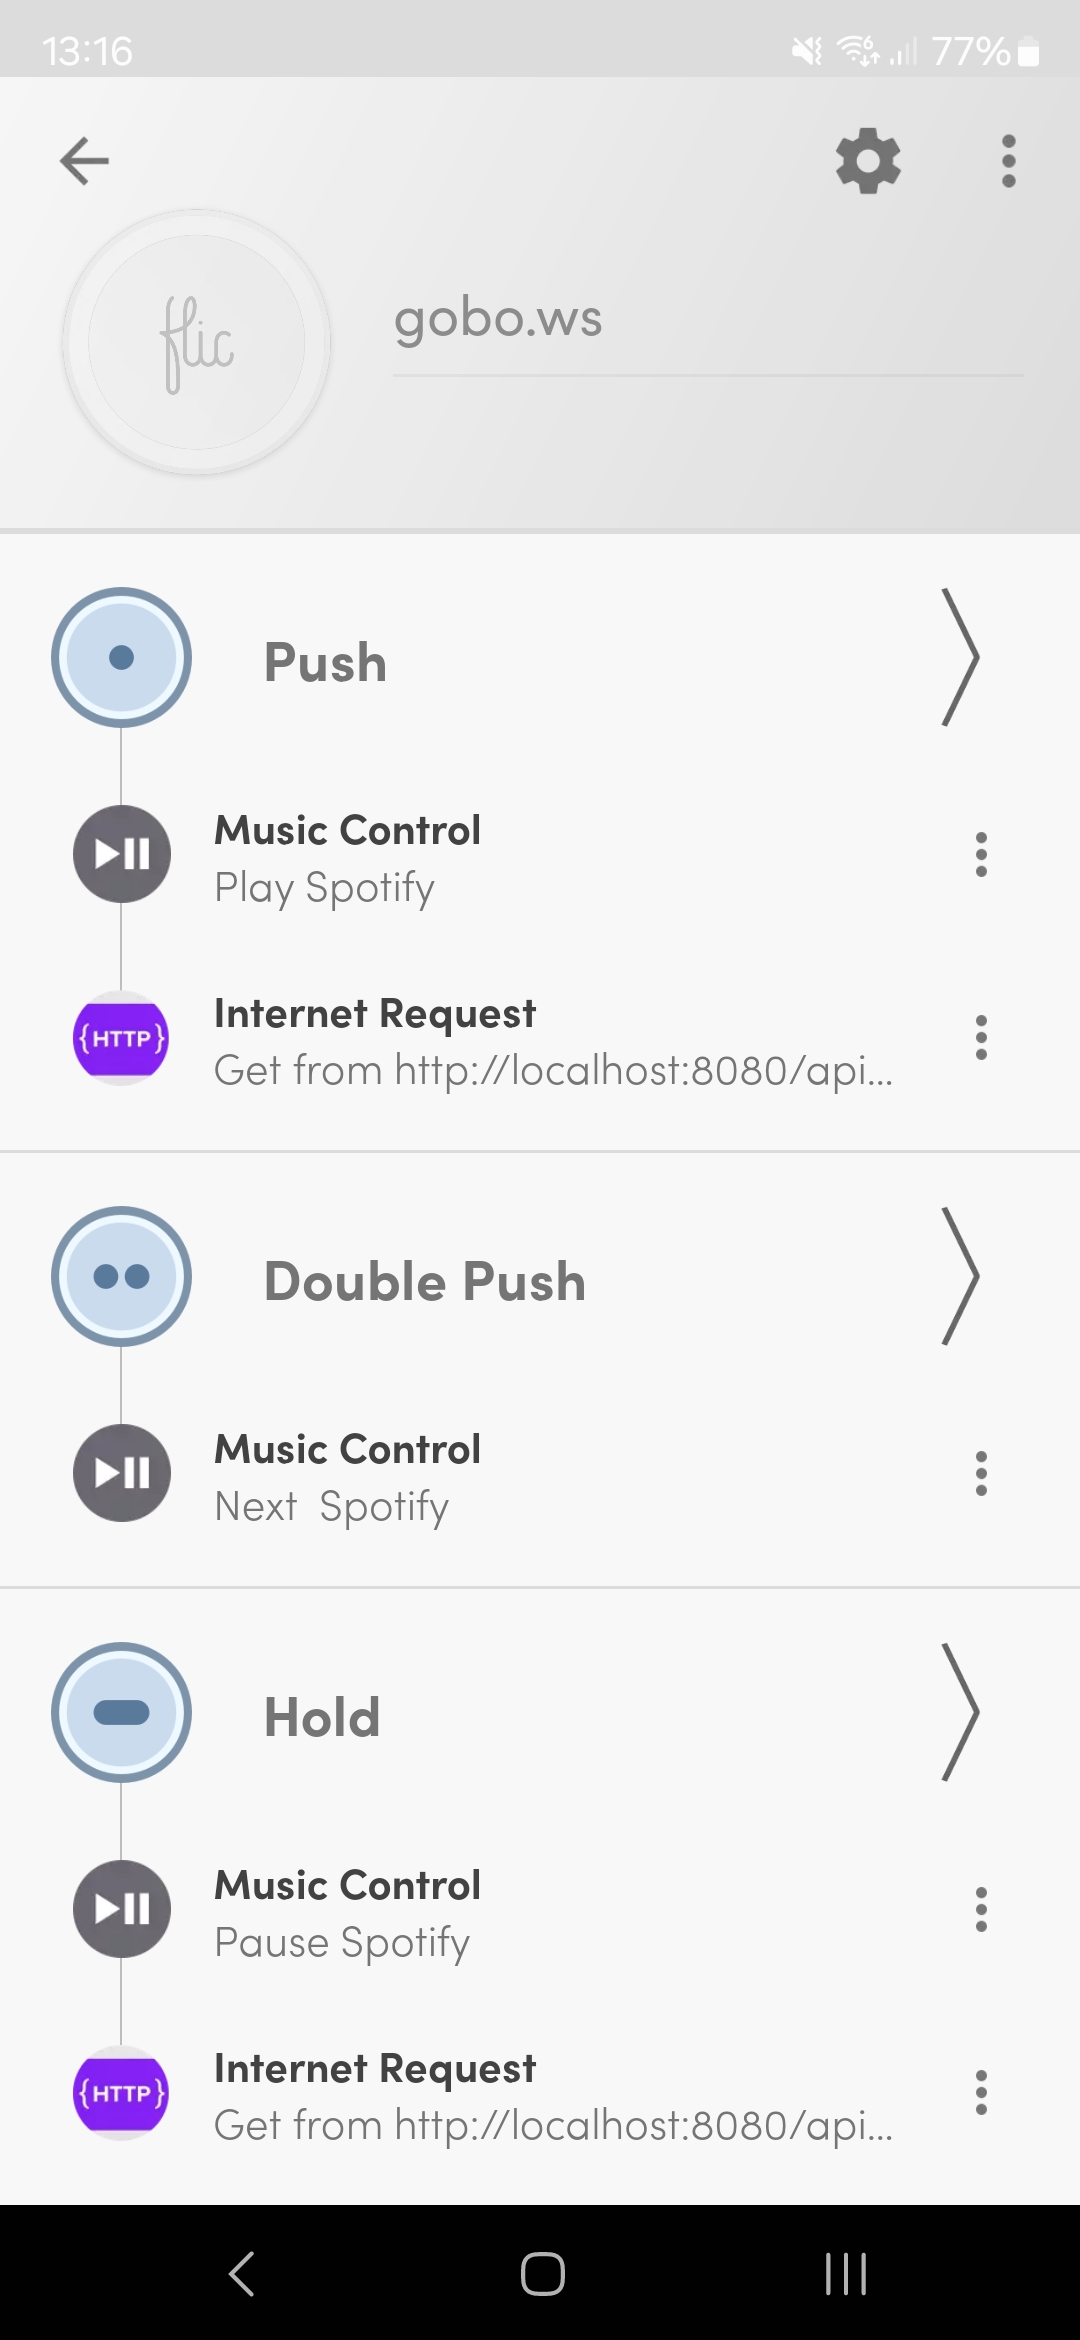 13:16
6
77%
flic
gobo.ws
Push
Music Control
Play Spotify
{HTTP}
Internet Request
Get from http://localhost:8080/api...
Double Push
Music Control
Next  Spotify
Hold
Music Control
Pause Spotify
{HTTP}
Internet Request
Get from http://localhost:8080/api...